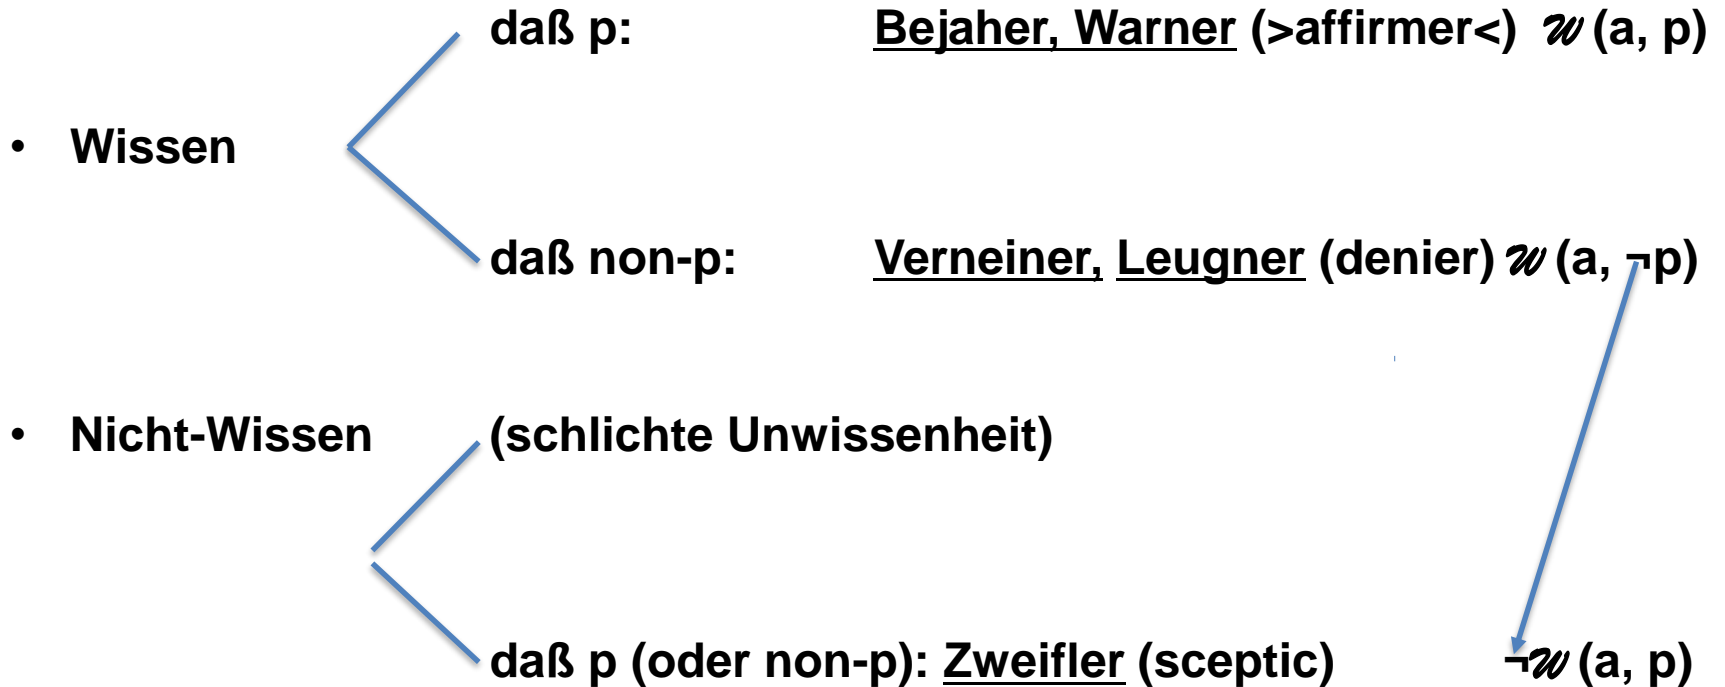 daß p: Bejaher, Warner (>affirmer<) 𝒲 (a, p)
• Wissen
daß non-p: Verneiner, Leugner (denier) 𝒲 (a, ¬p)
• Nicht-Wissen (schlichte Unwissenheit)
daß p (oder non-p): Zweifler (sceptic) ¬𝒲 (a, p)